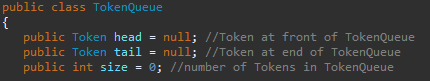 public class TokenQueue
{
public Token head = null; //Token at front of TokenQueue
public Token tail = null; //Token at end of TokenQueue
public int size = 0; //number of Tokens in TokenQueue